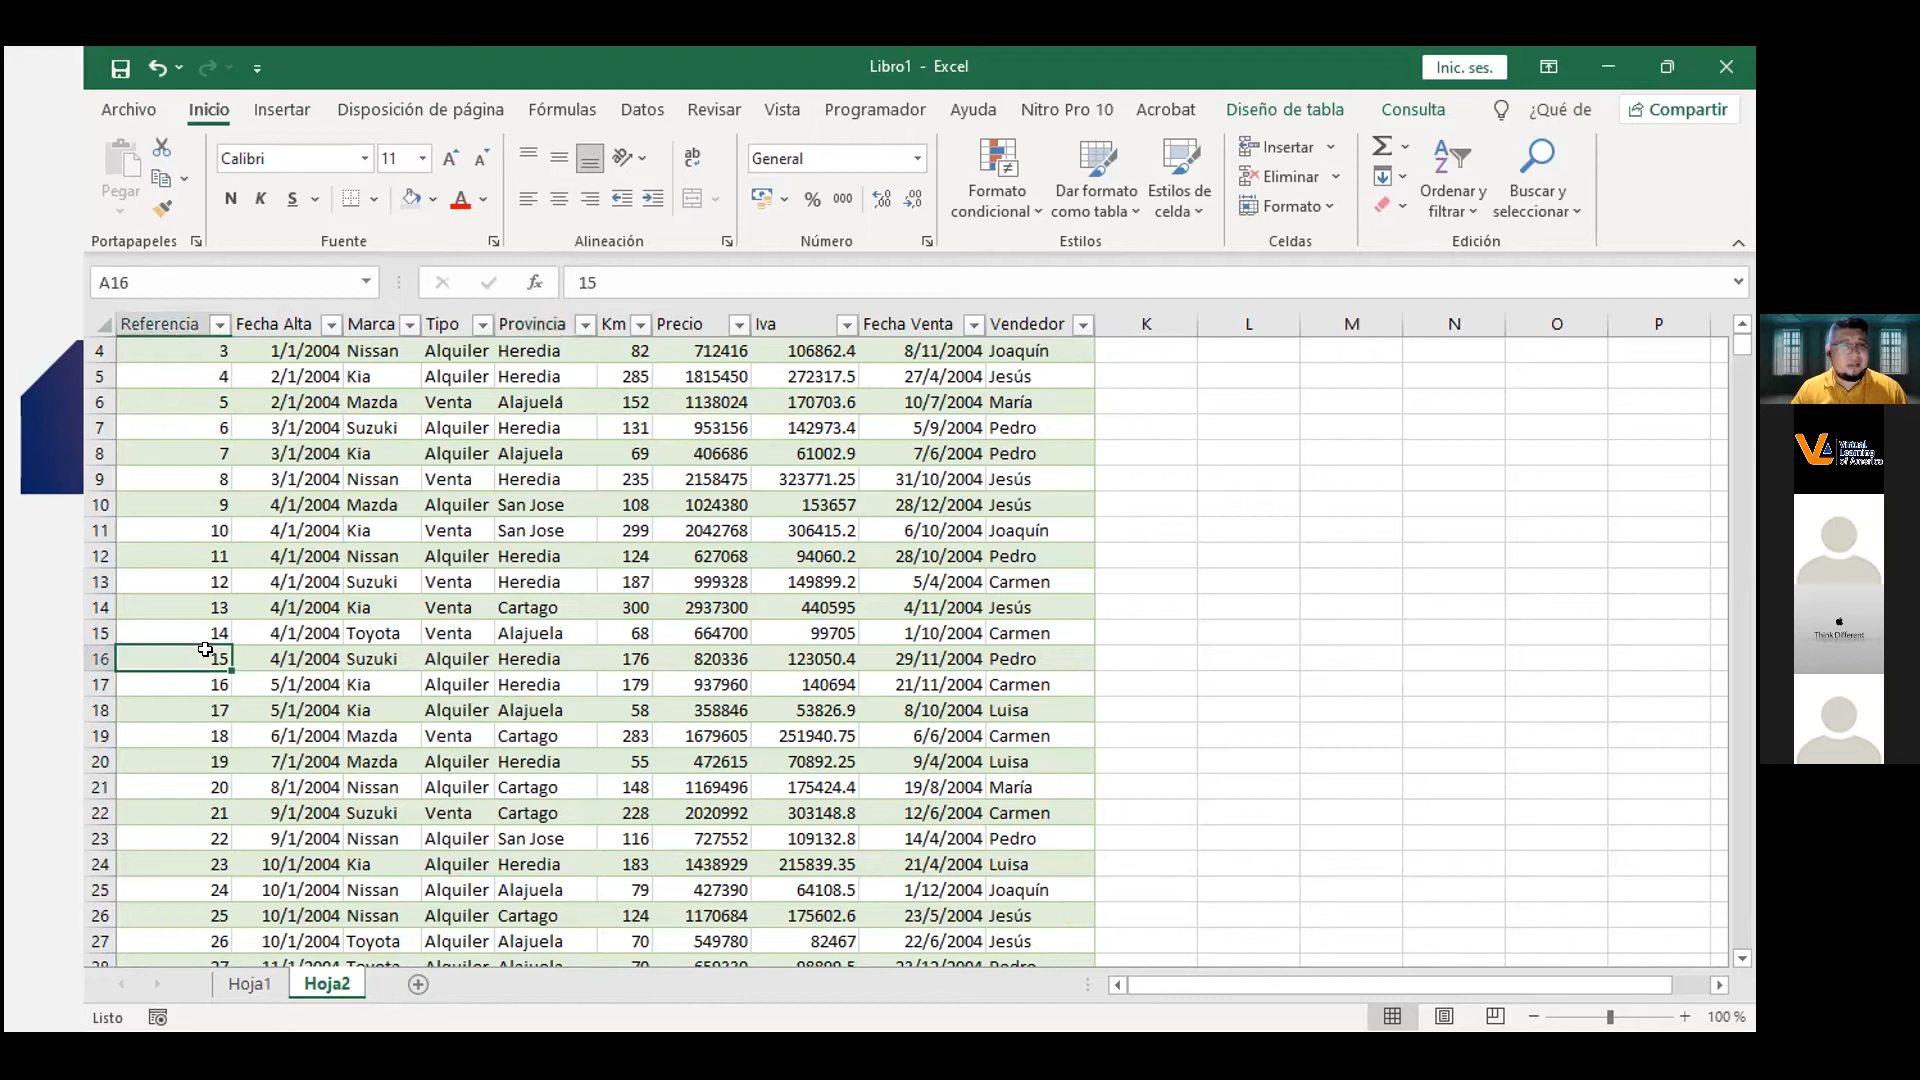 Libro1 - Excel
Inic. ses.
Archivo Inicio Insertar Disposición de página Fórmulas Datos Revisar Vista Programador Ayuda Nitro Pro 10 Acrobat Diseño de tabla Consulta ¿Qué de Compartir
Pegar
Calibri 11
N K S
ab
General
% 000
Formato condicional
Dar formato como tabla
Estilos de celda
Insertar
Eliminar
Formato
Ordenar y filtrar
Buscar y seleccionar
Portapapeles Fuente Alineación Número Estilos Celdas Edición
A16 fx 15
Referencia Fecha Alta Marca Tipo Provincia Km Precio Iva Fecha Venta Vendedor K L M N O P
4 3 1/1/2004 Nissan Alquiler Heredia 82 712416 106862.4 8/11/2004 Joaquín
5 4 2/1/2004 Kia Alquiler Heredia 285 1815450 272317.5 27/4/2004 Jesús
6 5 2/1/2004 Mazda Venta Alajuela 152 1138024 170703.6 10/7/2004 María
7 6 3/1/2004 Suzuki Alquiler Heredia 131 953156 142973.4 5/9/2004 Pedro
8 7 3/1/2004 Kia Alquiler Alajuela 69 406686 61002.9 7/6/2004 Pedro
9 8 3/1/2004 Nissan Venta Heredia 235 2158475 323771.25 31/10/2004 Jesús
10 9 4/1/2004 Mazda Alquiler San Jose 108 1024380 153657 28/12/2004 Jesús
11 10 4/1/2004 Kia Venta San Jose 299 2042768 306415.2 6/10/2004 Joaquín
12 11 4/1/2004 Nissan Alquiler Heredia 124 627068 94060.2 28/10/2004 Pedro
13 12 4/1/2004 Suzuki Venta Heredia 187 999328 149899.2 5/4/2004 Carmen
14 13 4/1/2004 Kia Venta Cartago 300 2937300 440595 4/11/2004 Jesús
15 14 4/1/2004 Toyota Venta Alajuela 68 664700 99705 1/10/2004 Carmen
16 15 4/1/2004 Suzuki Alquiler Heredia 176 820336 123050.4 29/11/2004 Pedro
17 16 5/1/2004 Kia Alquiler Heredia 179 937960 140694 21/11/2004 Carmen
18 17 5/1/2004 Kia Alquiler Alajuela 58 358846 53826.9 8/10/2004 Luisa
19 18 6/1/2004 Mazda Venta Cartago 283 1679605 251940.75 6/6/2004 Carmen
20 19 7/1/2004 Mazda Alquiler Heredia 55 472615 70892.25 9/4/2004 Luisa
21 20 8/1/2004 Nissan Alquiler Cartago 148 1169496 175424.4 19/8/2004 María
22 21 9/1/2004 Suzuki Venta Cartago 228 2020992 303148.8 12/6/2004 Carmen
23 22 9/1/2004 Nissan Alquiler San Jose 116 727552 109132.8 14/4/2004 Pedro
24 23 10/1/2004 Kia Alquiler Heredia 183 1438929 215839.35 21/4/2004 Luisa
25 24 10/1/2004 Nissan Alquiler Alajuela 79 427390 64108.5 1/12/2004 Joaquín
26 25 10/1/2004 Nissan Alquiler Cartago 124 1170684 175602.6 23/5/2004 Jesús
27 26 10/1/2004 Toyota Alquiler Alajuela 70 549780 82467 22/6/2004 Jesús
Hoja1 Hoja2
Listo
100 %
Virtual
Learning
of America
Think Different